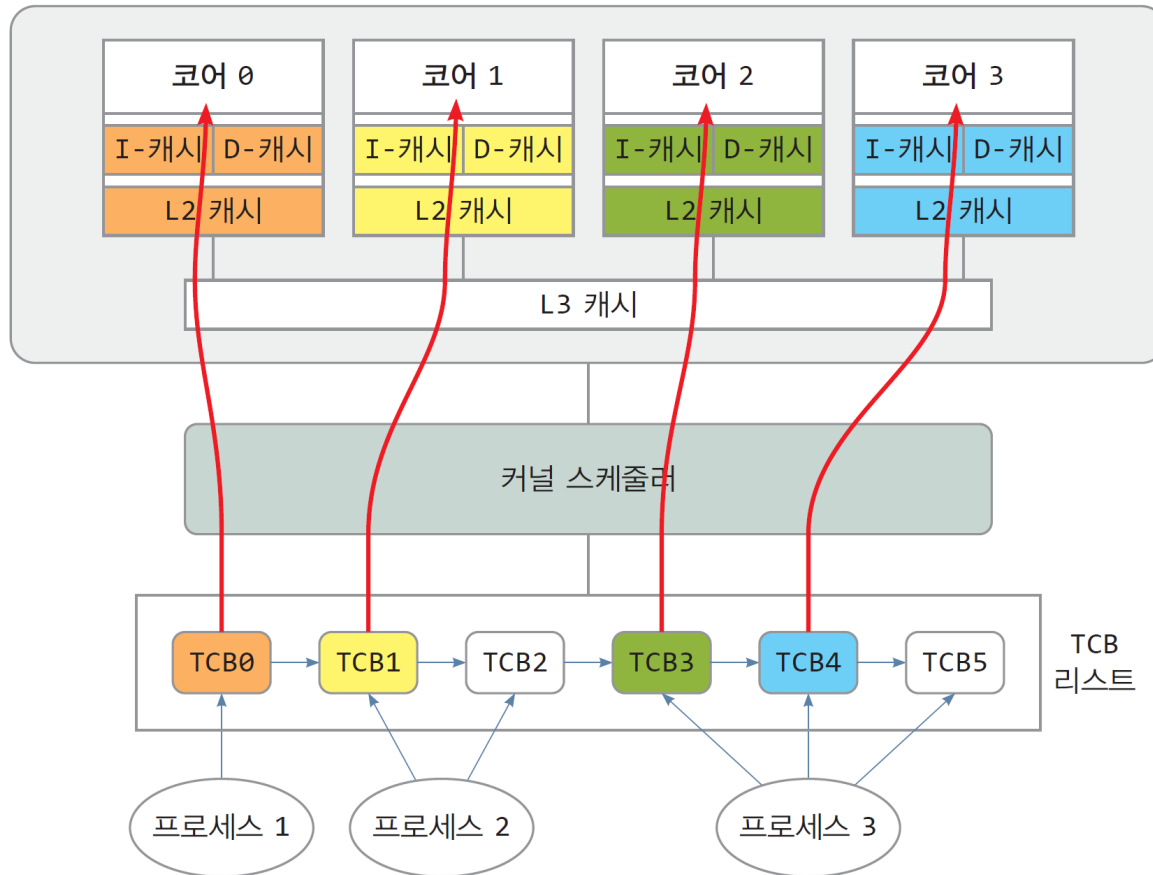 코어 0 코어 1 코어 2 코어 3
I-캐시 D-캐시 I-캐시 D-캐시 I-캐시 D-캐시 I-캐시 D-캐시
L2 캐시 L2 캐시 L2 캐시 L2 캐시
L3 캐시
커널 스케줄러
TCB0 TCB1 TCB2 TCB3 TCB4 TCB5
TCB
리스트
프로세스 1 프로세스 2 프로세스 3